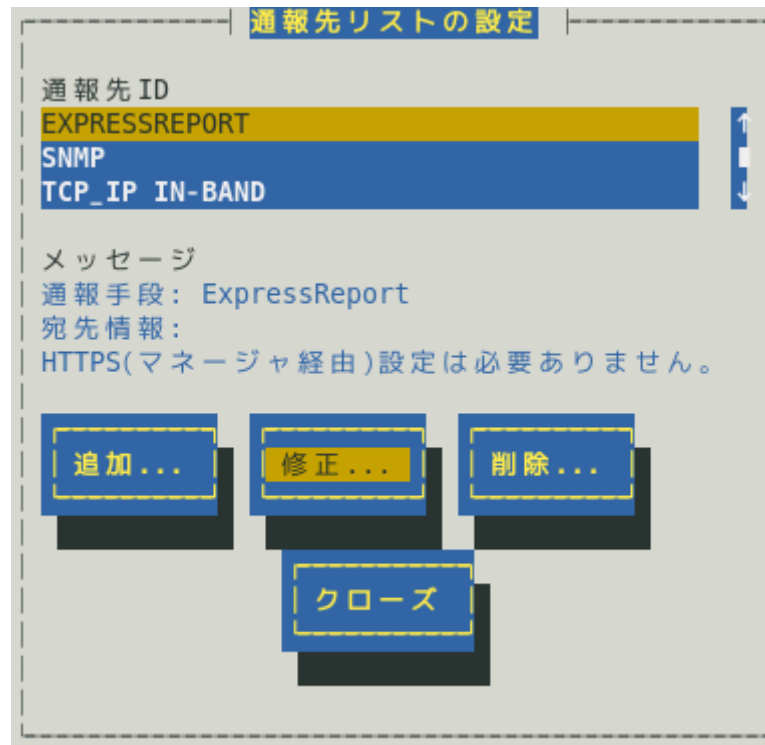 通報先リストの設定
通報先ID
EXPRESSREPORT
SNMP
TCP_IP IN-BAND
メッセージ
通報手段: ExpressReport
宛先情報:
HTTPS(マネージャ経由)設定は必要ありません。
追加... 修正... 削除...
クローズ